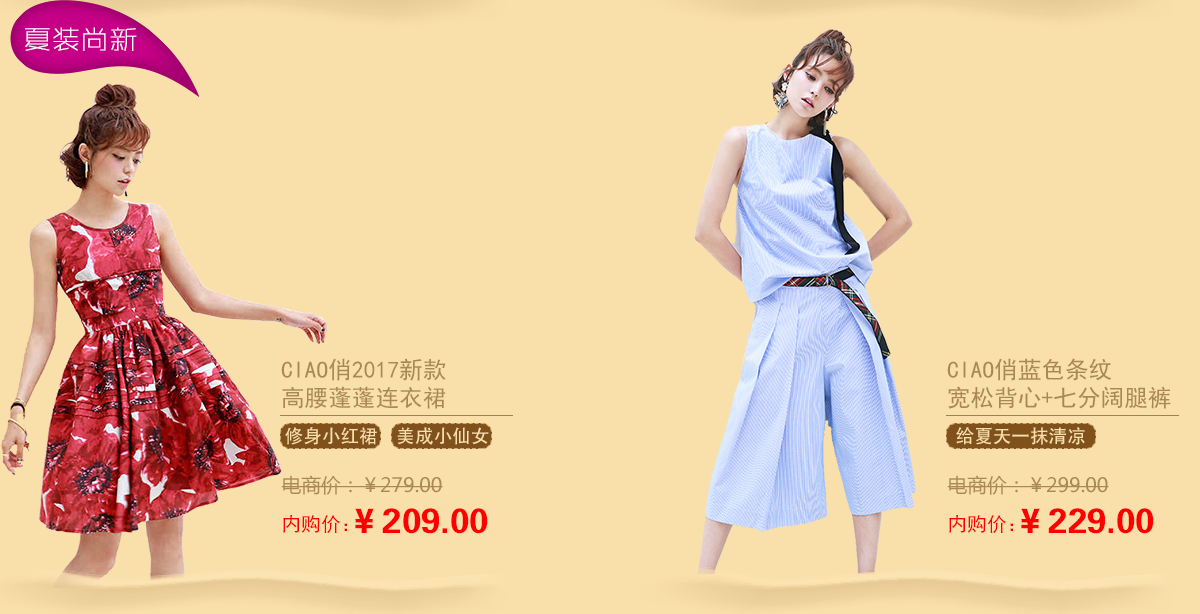 夏装尚新
CIAO俏2017新款
高腰蓬蓬连衣裙
修身小红裙 美成小仙女
电商价：￥279.00
内购价：￥209.00
CIAO俏蓝色条纹
宽松背心+七分阔腿裤
给夏天一抹清凉
电商价：￥299.00
内购价：￥229.00